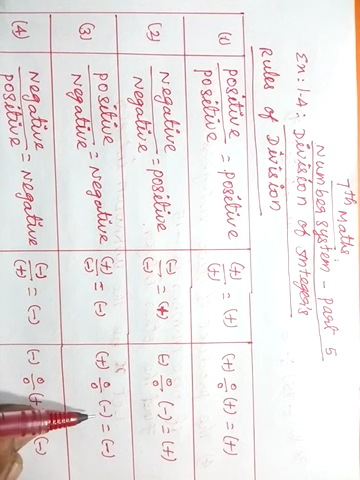 7th Maths
Number system - part 5
Ex: 1.4: Division of Integers
Rules of Division
(1) positive/positive = positive (+)/(+) = (+) (+) ÷ (+) = (+)
(2) Negative/Negative = positive (-)/(-) = (+) (-) ÷ (-) = (+)
(3) positive/Negative = Negative (+)/(-) = (-) (+) ÷ (-) = (-)
(4) Negative/positive = Negative (-)/(+) = (-) (-) ÷ (+ (-)